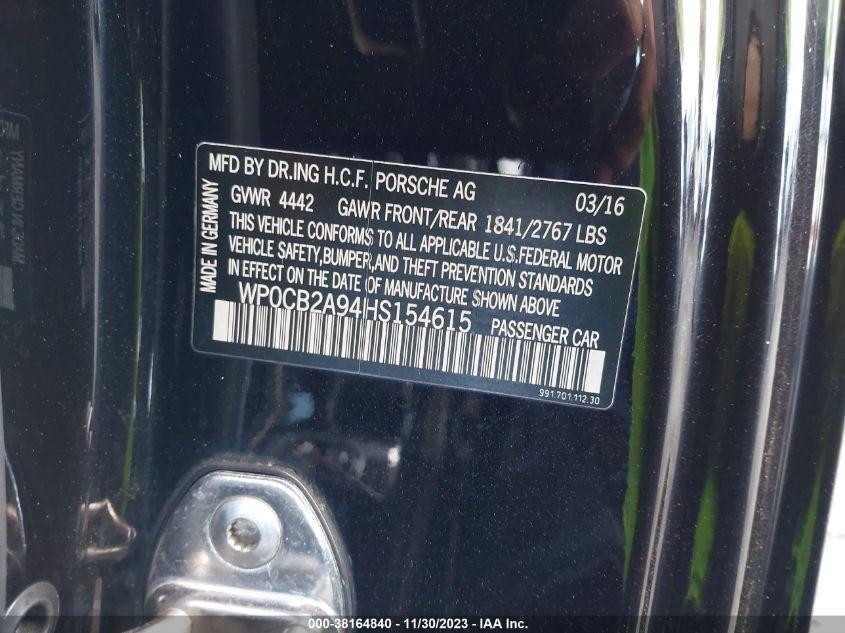 MFD BY DR.ING H.C.F. PORSCHE AG 03/16
GVWR 4442 GAWR FRONT/REAR 1841/2767 LBS
THIS VEHICLE CONFORMS TO ALL APPLICABLE U.S.FEDERAL MOTOR
VEHICLE SAFETY,BUMPER,AND THEFT PREVENTION STANDARDS
IN EFFECT ON THE DATE OF MANUFACTURE SHOWN ABOVE
WP0CB2A94HS154615 PASSENGER CAR
MADE IN GERMANY
991.701.112.30
000-38164840 - 11/30/2023 - IAA Inc.